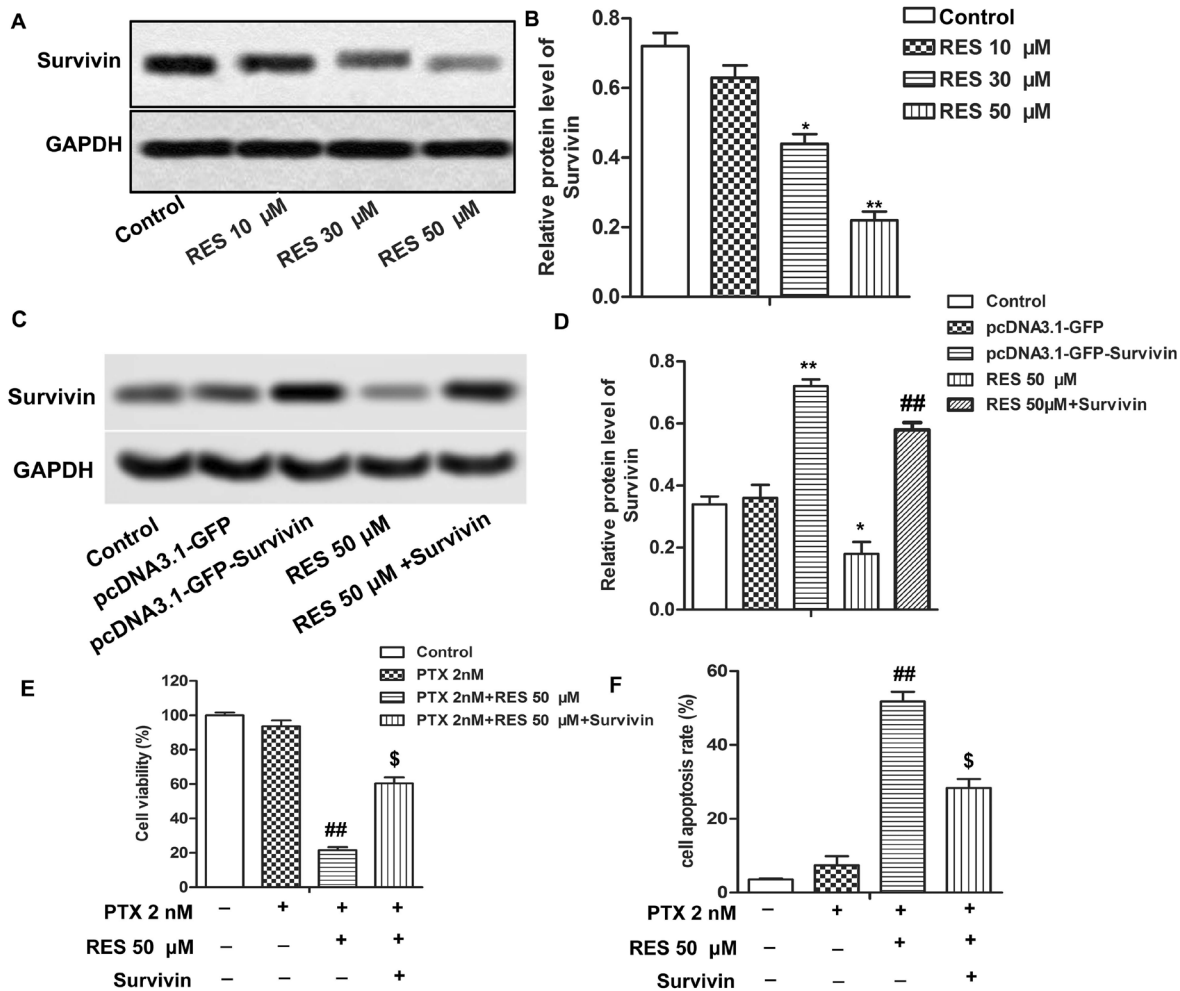 A
Survivin
GAPDH
Control
RES 10 µM
RES 30 µM
RES 50 µM
B
Relative protein level of
Survivin
0.8
0.6
0.4
0.2
0.0
*
**
Control
RES 10 µM
RES 30 µM
RES 50 µM
C
Survivin
GAPDH
Control
pcDNA3.1-GFP
pcDNA3.1-GFP-Survivin
RES 50 µM
RES 50 µM +Survivin
D
Relative protein level of
Survivin
0.8
0.6
0.4
0.2
0.0
**
*
##
Control
pcDNA3.1-GFP
pcDNA3.1-GFP-Survivin
RES 50 µM
RES 50µM+Survivin
E
Cell viability (%)
120
100
80
60
40
20
0
##
$
Control
PTX 2nM
PTX 2nM+RES 50 µM
PTX 2nM+RES 50 µM+Survivin
PTX 2 nM − + + +
RES 50 µM − − + +
Survivin − − − +
F
cell apoptosis rate (%)
60
40
20
0
##
$
PTX 2 nM − + + +
RES 50 µM − − + +
Survivin − − − +